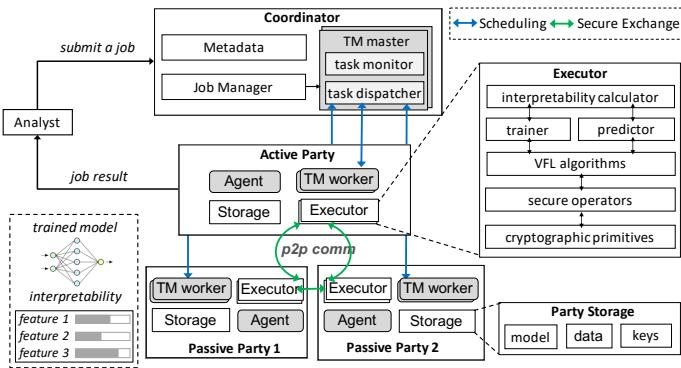 Coordinator
Scheduling
Secure Exchange
submit a job
Metadata
TM master
task monitor
Job Manager
task dispatcher
Executor
interpretability calculator
trainer
predictor
VFL algorithms
secure operators
cryptographic primitives
Analyst
job result
Active Party
Agent
TM worker
Storage
Executor
p2p comm
trained model
interpretability
feature 1
feature 2
feature 3
TM worker
Executor
Storage
Agent
Passive Party 1
Executor
TM worker
Agent
Storage
Passive Party 2
Party Storage
model
data
keys